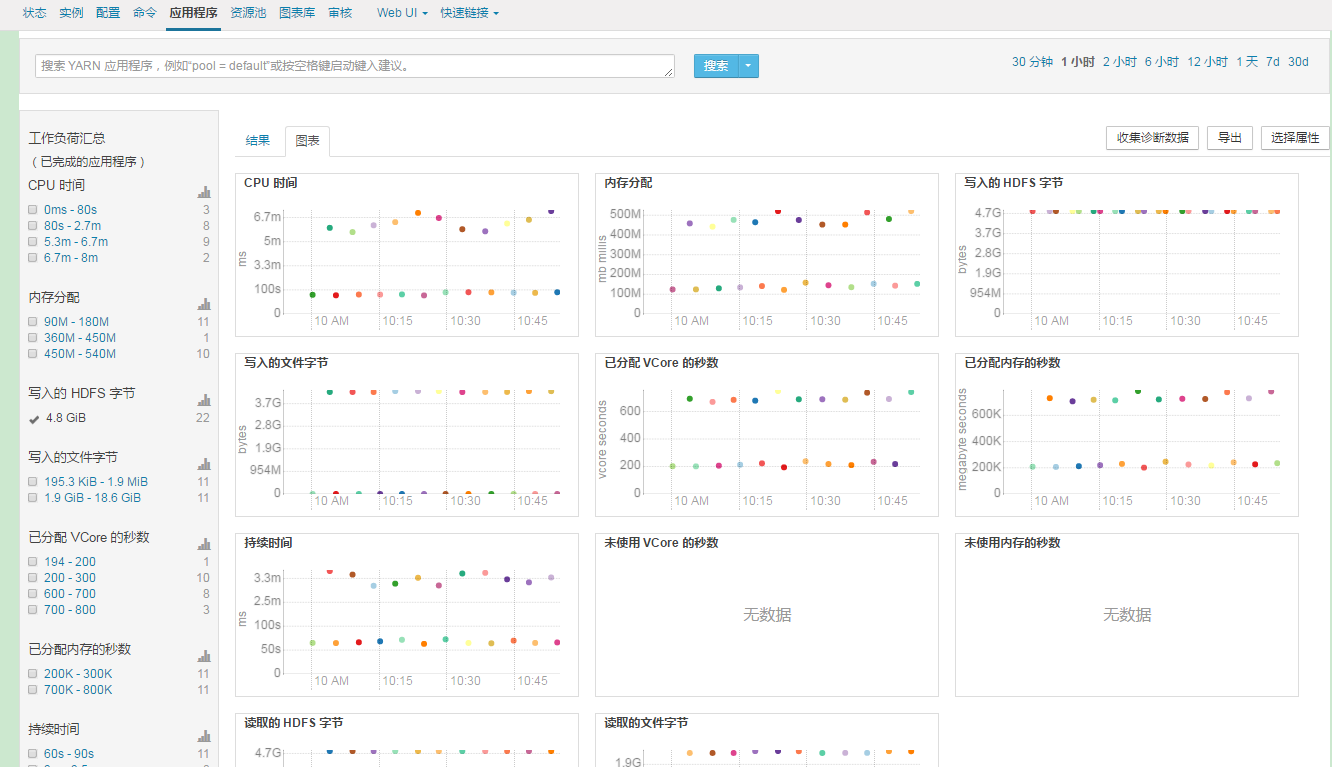 状态 实例 配置 命令 应用程序 资源池 图表库 审核 Web UI 快速链接
搜索 YARN 应用程序，例如“pool = default”或按空格键启动键入建议。
搜索
30 分钟 1 小时 2 小时 6 小时 12 小时 1 天 7d 30d
工作负荷汇总
（已完成的应用程序）
CPU 时间
0ms - 80s 3
80s - 2.7m 8
5.3m - 6.7m 9
6.7m - 8m 2
内存分配
90M - 180M 11
360M - 450M 1
450M - 540M 10
写入的 HDFS 字节
4.8 GiB 22
写入的文件字节
195.3 KiB - 1.9 MiB 11
1.9 GiB - 18.6 GiB 11
已分配 VCore 的秒数
194 - 200 1
200 - 300 10
600 - 700 8
700 - 800 3
已分配内存的秒数
200K - 300K 11
700K - 800K 11
持续时间
60s - 90s 11
结果 图表
收集诊断数据 导出 选择属性
CPU 时间
ms
6.7m
5m
3.3m
100s
0
10 AM 10:15 10:30 10:45
内存分配
mb millis
500M
400M
300M
200M
100M
0
10 AM 10:15 10:30 10:45
写入的 HDFS 字节
bytes
4.7G
3.7G
2.8G
1.9G
954M
0
10 AM 10:15 10:30 10:45
写入的文件字节
bytes
3.7G
2.8G
1.9G
954M
0
10 AM 10:15 10:30 10:45
已分配 VCore 的秒数
vcore seconds
600
400
200
0
10 AM 10:15 10:30 10:45
已分配内存的秒数
megabyte seconds
600K
400K
200K
0
10 AM 10:15 10:30 10:45
持续时间
ms
3.3m
2.5m
100s
50s
0
10 AM 10:15 10:30 10:45
未使用 VCore 的秒数
无数据
未使用内存的秒数
无数据
读取的 HDFS 字节
4.7G
读取的文件字节
1.9G